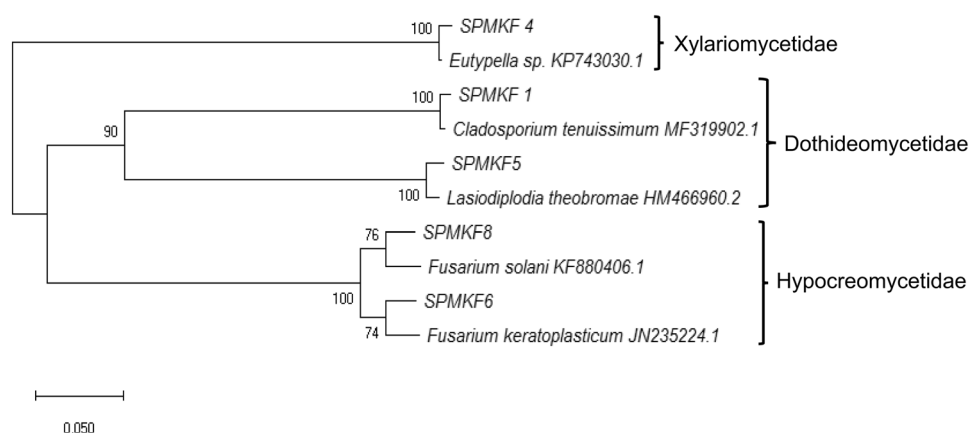 100
SPMKF 4
Eutypella sp. KP743030.1
Xylariomycetidae
100
SPMKF 1
Cladosporium tenuissimum MF319902.1
90
Dothideomycetidae
SPMKF5
100
Lasiodiplodia theobromae HM466960.2
76
SPMKF8
Fusarium solani KF880406.1
Hypocreomycetidae
100
SPMKF6
74
Fusarium keratoplasticum JN235224.1
0.050